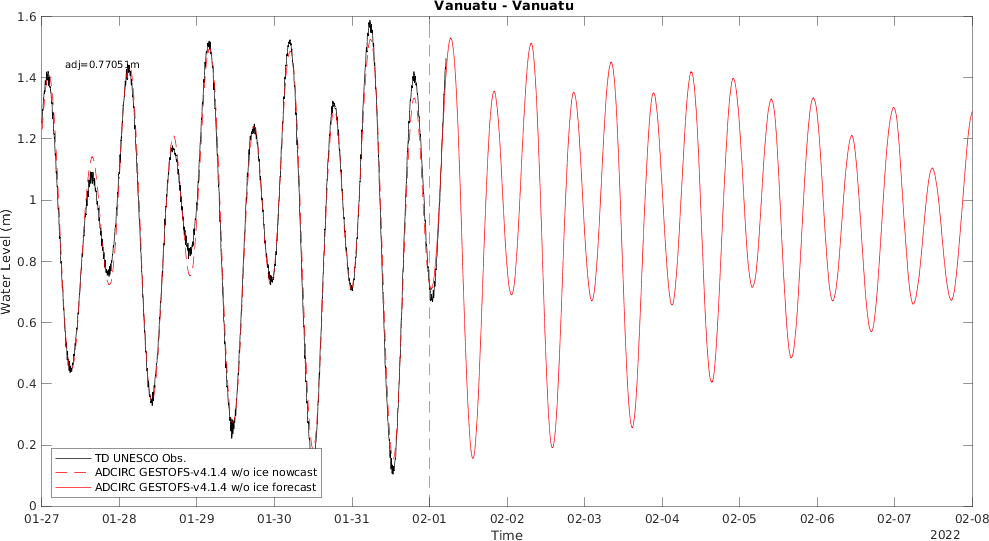 Vanuatu - Vanuatu
1.6
1.4
1.2
1
0.8
0.6
0.4
0.2
0
Water Level (m)
adj=0.77051m
TD UNESCO Obs.
ADCIRC GESTOFS-v4.1.4 w/o ice nowcast
ADCIRC GESTOFS-v4.1.4 w/o ice forecast
01-27 01-28 01-29 01-30 01-31 02-01 02-02 02-03 02-04 02-05 02-06 02-07 02-08
Time
2022